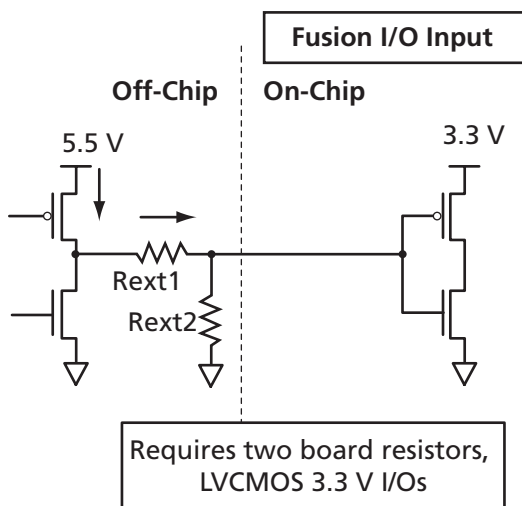 Fusion I/O Input
Off-Chip
On-Chip
5.5 V
3.3 V
Rext1
Rext2
Requires two board resistors,
LVCMOS 3.3 V I/Os